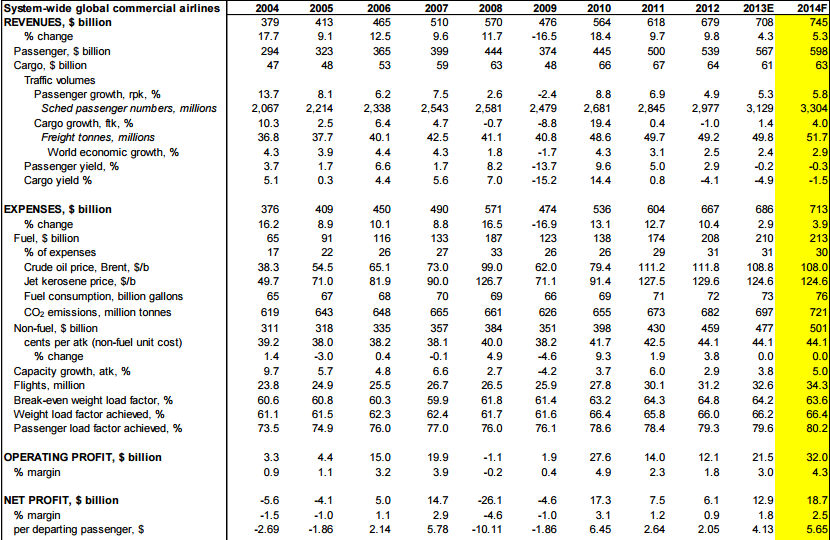 System-wide global commercial airlines 2004 2005 2006 2007 2008 2009 2010 2011 2012 2013E 2014F
REVENUES, $ billion 379 413 465 510 570 476 564 618 679 708 745
% change 17.7 9.1 12.5 9.6 11.7 -16.5 18.4 9.7 9.8 4.3 5.3
Passenger, $ billion 294 323 365 399 444 374 445 500 539 567 598
Cargo, $ billion 47 48 53 59 63 48 66 67 64 61 63
Traffic volumes
Passenger growth, rpk, % 13.7 8.1 6.2 7.5 2.6 -2.4 8.8 6.9 4.9 5.3 5.8
Sched passenger numbers, millions 2,067 2,214 2,338 2,543 2,581 2,479 2,681 2,845 2,977 3,129 3,304
Cargo growth, ftk, % 10.3 2.5 6.4 4.7 -0.7 -8.8 19.4 0.4 -1.0 1.4 4.0
Freight tonnes, millions 36.8 37.7 40.1 42.5 41.1 40.8 48.6 49.7 49.2 49.8 51.7
World economic growth, % 4.3 3.9 4.4 4.3 1.8 -1.7 4.3 3.1 2.5 2.4 2.9
Passenger yield, % 3.7 1.7 6.6 1.7 8.2 -13.7 9.6 5.0 2.9 -0.2 -0.3
Cargo yield % 5.1 0.3 4.4 5.6 7.0 -15.2 14.4 0.8 -4.1 -4.9 -1.5
EXPENSES, $ billion 376 409 450 490 571 474 536 604 667 686 713
% change 16.2 8.9 10.1 8.8 16.5 -16.9 13.1 12.7 10.4 2.9 3.9
Fuel, $ billion 65 91 116 133 187 123 138 174 208 210 213
% of expenses 17 22 26 27 33 26 26 29 31 31 30
Crude oil price, Brent, $/b 38.3 54.5 65.1 73.0 99.0 62.0 79.4 111.2 111.8 108.8 108.0
Jet kerosene price, $/b 49.7 71.0 81.9 90.0 126.7 71.1 91.4 127.5 129.6 124.6 124.6
Fuel consumption, billion gallons 65 67 68 70 69 66 69 71 72 73 76
CO₂ emissions, million tonnes 619 643 648 665 661 626 655 673 682 697 721
Non-fuel, $ billion 311 318 335 357 384 351 398 430 459 477 501
cents per atk (non-fuel unit cost) 39.2 38.0 38.2 38.1 40.0 38.2 41.7 42.5 44.1 44.1 44.1
% change 1.4 -3.0 0.4 -0.1 4.9 -4.6 9.3 1.9 3.8 0.0 0.0
Capacity growth, atk, % 9.7 5.7 4.8 6.6 2.7 -4.2 3.7 6.0 2.9 3.8 5.0
Flights, million 23.8 24.9 25.5 26.7 26.5 25.9 27.8 30.1 31.2 32.6 34.3
Break-even weight load factor, % 60.6 60.8 60.3 59.9 61.8 61.4 63.2 64.3 64.8 64.2 63.6
Weight load factor achieved, % 61.1 61.5 62.3 62.4 61.7 61.6 66.4 65.8 66.0 66.2 66.4
Passenger load factor achieved, % 73.5 74.9 76.0 77.0 76.0 76.1 78.6 78.4 79.3 79.6 80.2
OPERATING PROFIT, $ billion 3.3 4.4 15.0 19.9 -1.1 1.9 27.6 14.0 12.1 21.5 32.0
% margin 0.9 1.1 3.2 3.9 -0.2 0.4 4.9 2.3 1.8 3.0 4.3
NET PROFIT, $ billion -5.6 -4.1 5.0 14.7 -26.1 -4.6 17.3 7.5 6.1 12.9 18.7
% margin -1.5 -1.0 1.1 2.9 -4.6 -1.0 3.1 1.2 0.9 1.8 2.5
per departing passenger, $ -2.69 -1.86 2.14 5.78 -10.11 -1.86 6.45 2.64 2.05 4.13 5.65